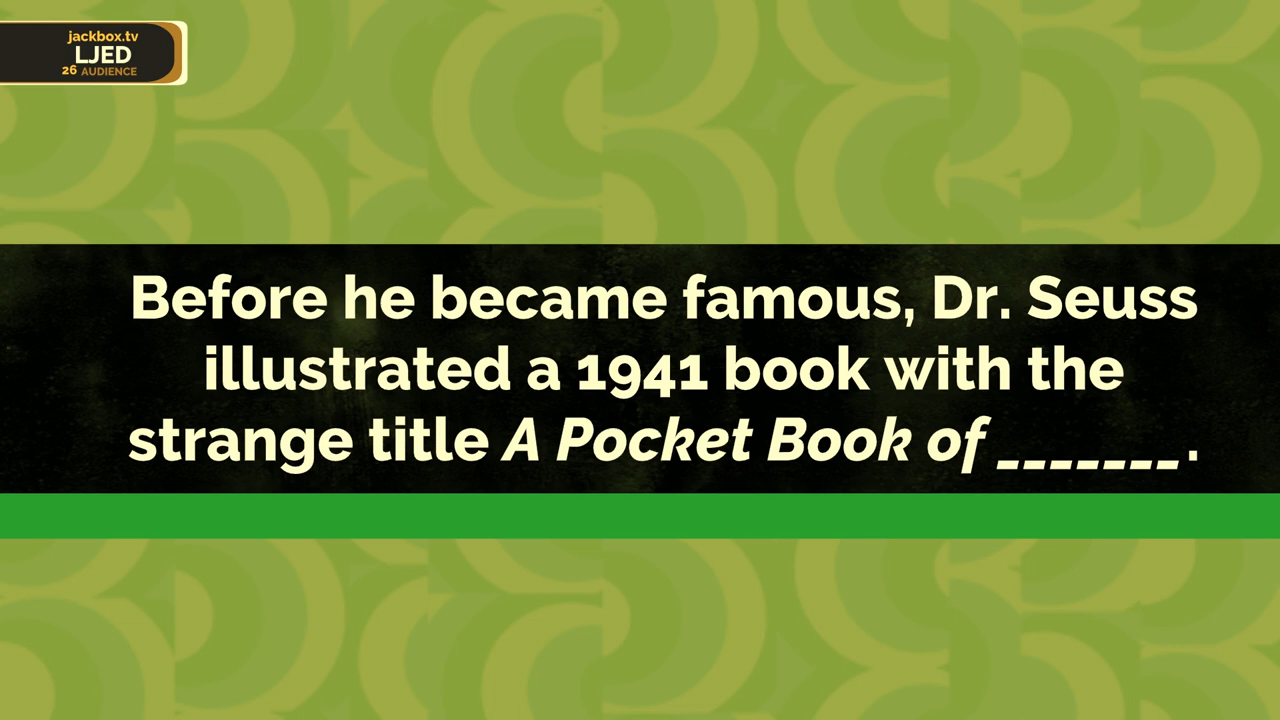 jackbox.tv
LJED
26 AUDIENCE
Before he became famous, Dr. Seuss
illustrated a 1941 book with the
strange title A Pocket Book of _______.